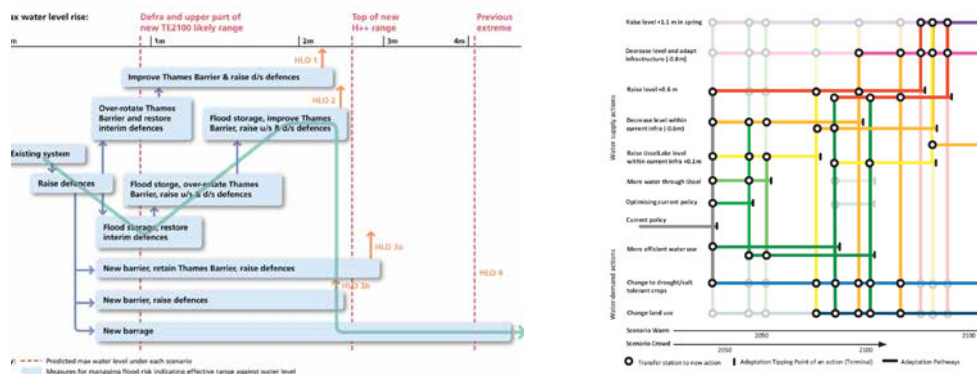 ax water level rise:
Defra and upper part of
new TE2100 likely range
Top of new
H++ range
Previous
extreme
1m
2m
3m
4m
HLO 1
Improve Thames Barrier & raise d/s defences
HLO 2
Over-rotate Thames
Barrier and restore
interim defences
Flood storage, improve Thames
Barrier, raise u/s & d/s defences
Existing system
Raise defences
Flood storge, over-rotate Thames
Barrier, raise u/s & d/s defences
Flood storage, restore
interim defences
HLO 3a
New barrier, retain Thames Barrier, raise defences
HLO 4
HLO 3b
New barrier, raise defences
New barrage
Predicted max water level under each scenario
Measures for managing flood risk indicating effective range against water level
Water supply actions
Raise level +1.1 m in spring
Decrease level and adapt
infrastructure (-0.8m)
Raise level +0.6 m
Decrease level within
current infra (-0.6m)
Raise IJsselLake level
within current infra +0.1m
More water through IJssel
Optimising current policy
Current policy
Water demand actions
More efficient water use
Change to drought/salt
tolerant crops
Change land use
Scenario Warm
2050
2100
Scenario Crowd
2050
2100
Transfer station to new action
Adaptation Tipping Point of an action (Terminal)
Adaptation Pathways